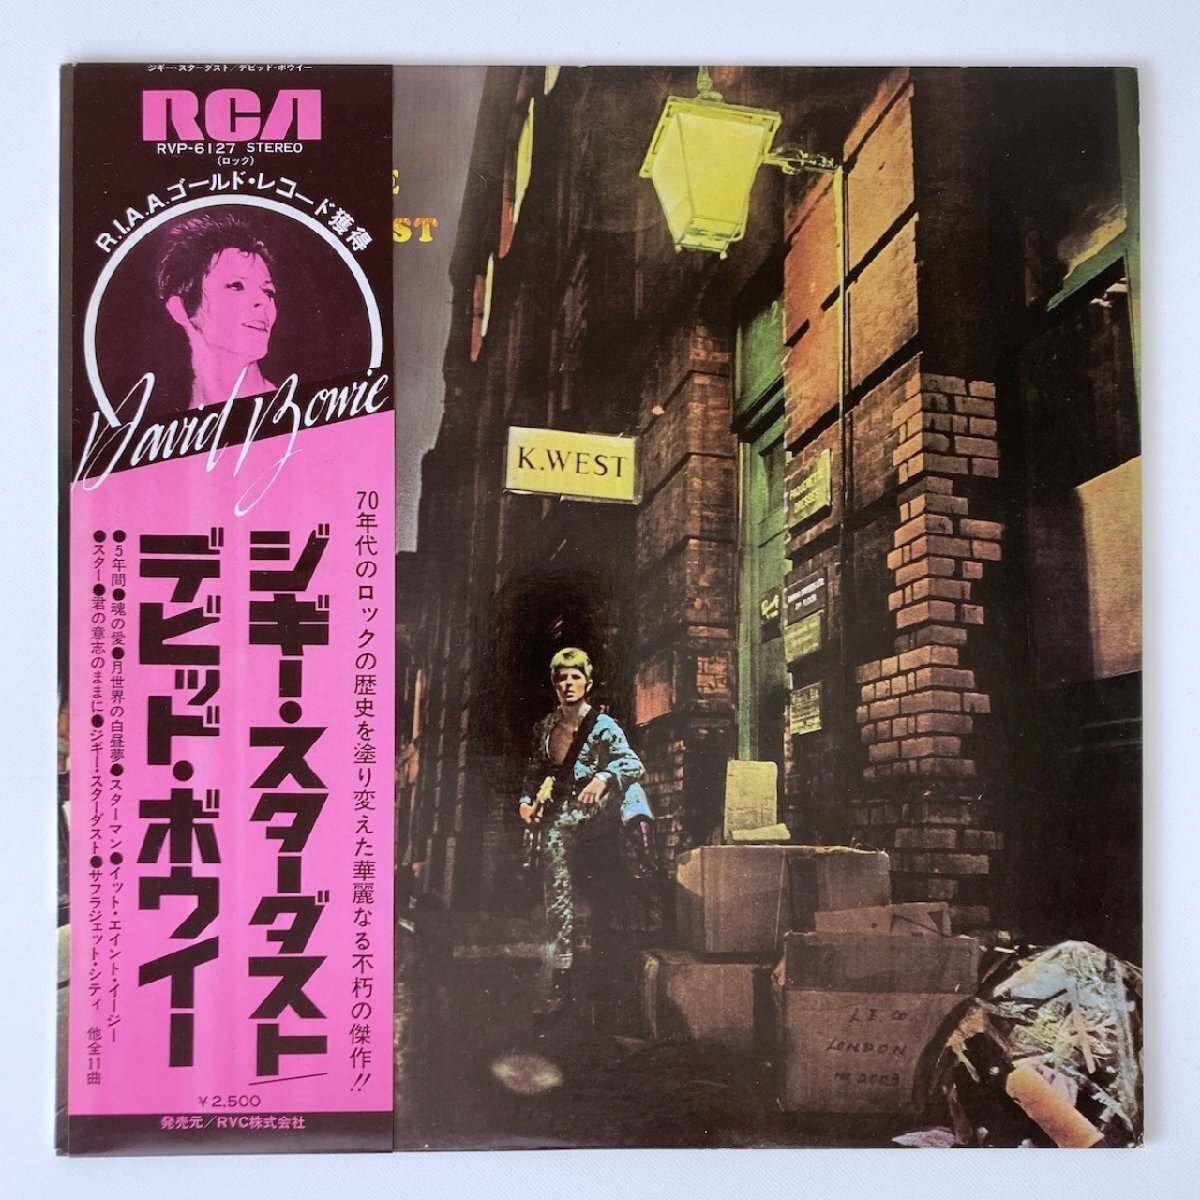 ジギー・スターダスト/デビッド・ボウイー
RCA
RVP-6127 STEREO
(ロック)
R.I.A.A.ゴールド・レコード獲得
David Bowie
70年代のロックの歴史を塗り変えた華麗なる不朽の傑作!!
ジギー・スターダスト/
デビッド・ボウイー
●5年間●魂の愛●月世界の白昼夢●スターマン●イット・エイント・イージー
●スター●君の意志のままに●ジギー・スターダスト●サフラジェット・シティ 他全11曲
¥2,500
発売元/RVC株式会社
E
ST
K.WEST
L.I. CO
LONDON
2003